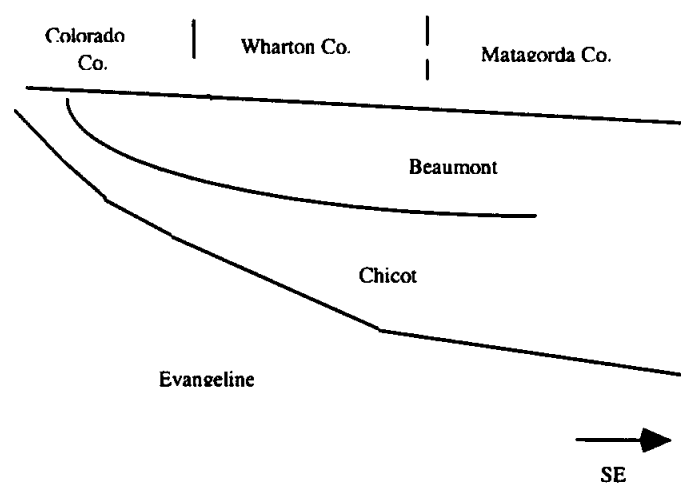 Colorado
Co.
Wharton Co.
Matagorda Co.
Beaumont
Chicot
Evangeline
SE